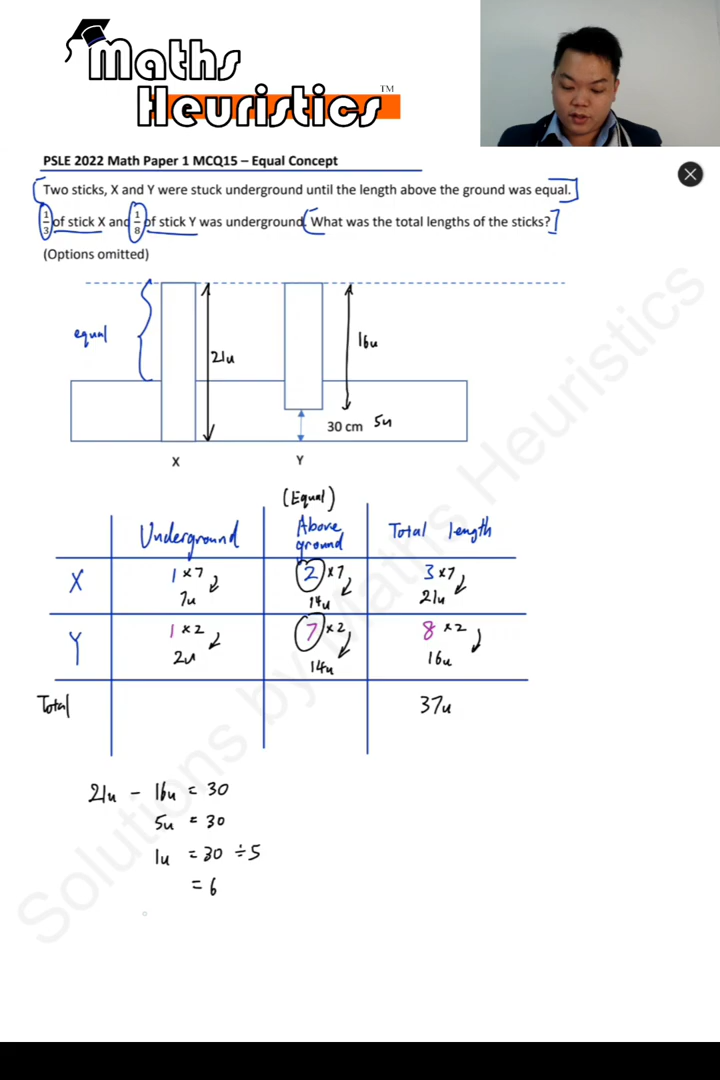 Maths
Heuristics
TM
PSLE 2022 Math Paper 1 MCQ15 – Equal Concept
Two sticks, X and Y were stuck underground until the length above the ground was equal.
1/3 of stick X and 1/8 of stick Y was underground. What was the total lengths of the sticks?
(Options omitted)
equal
21u
16u
30 cm 5u
X Y
(Equal)
Underground Above ground Total length
X 1 ×7 2 ×7 3 ×7
7u 14u 21u
Y 1 ×2 7 ×2 8 ×2
2u 14u 16u
Total 37u
21u - 16u = 30
5u = 30
1u = 30 ÷ 5
= 6
Solutions by Maths Heuristics